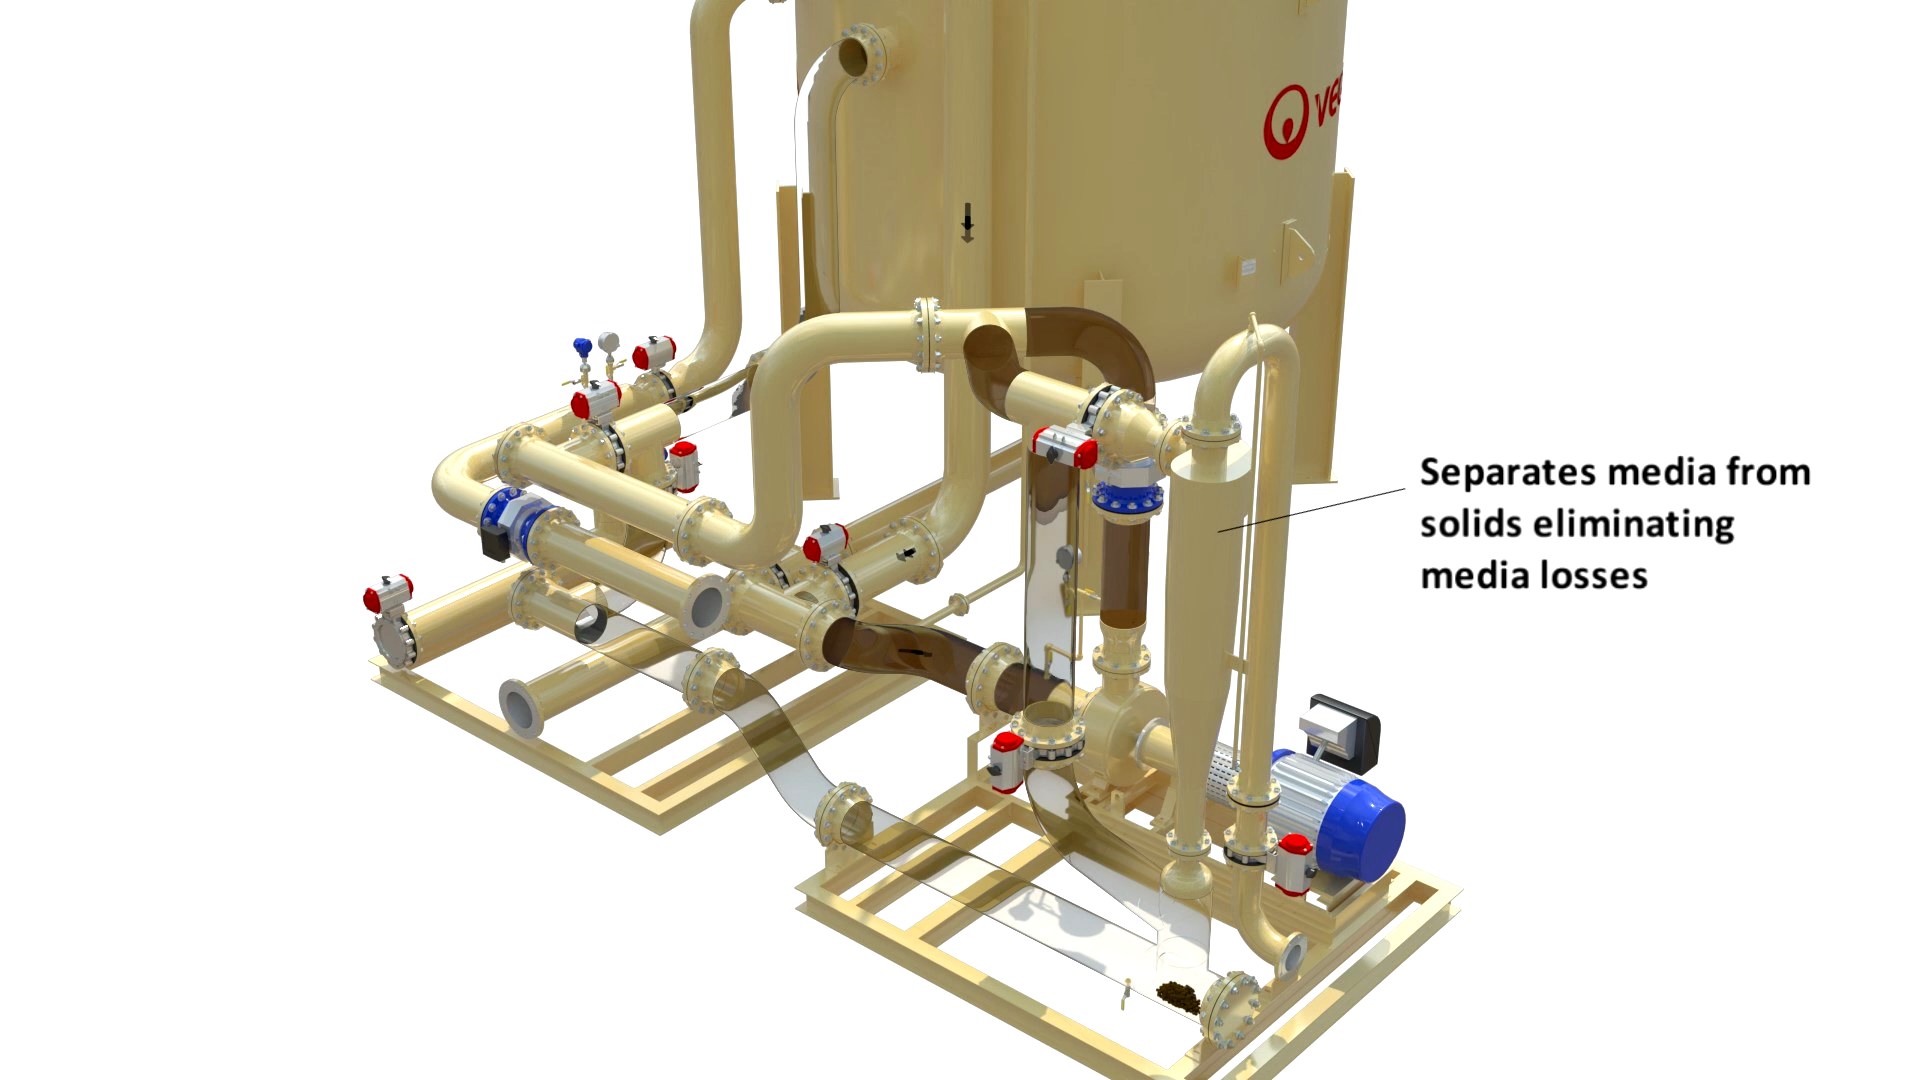 Separates media from
solids eliminating
media losses